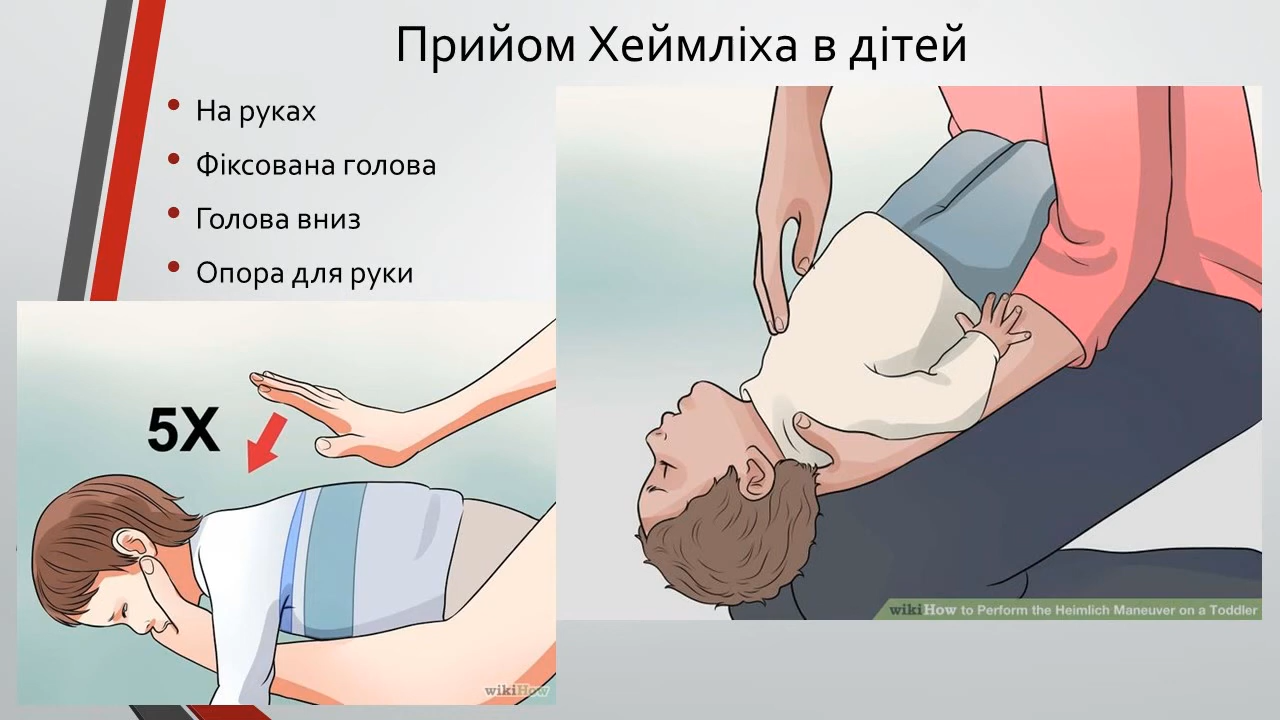 Прийом Хеймліха в дітей
• На руках
• Фіксована голова
• Голова вниз
• Опора для руки
5X
wikiHow
wikiHow to Perform the Heimlich Maneuver on a Toddler